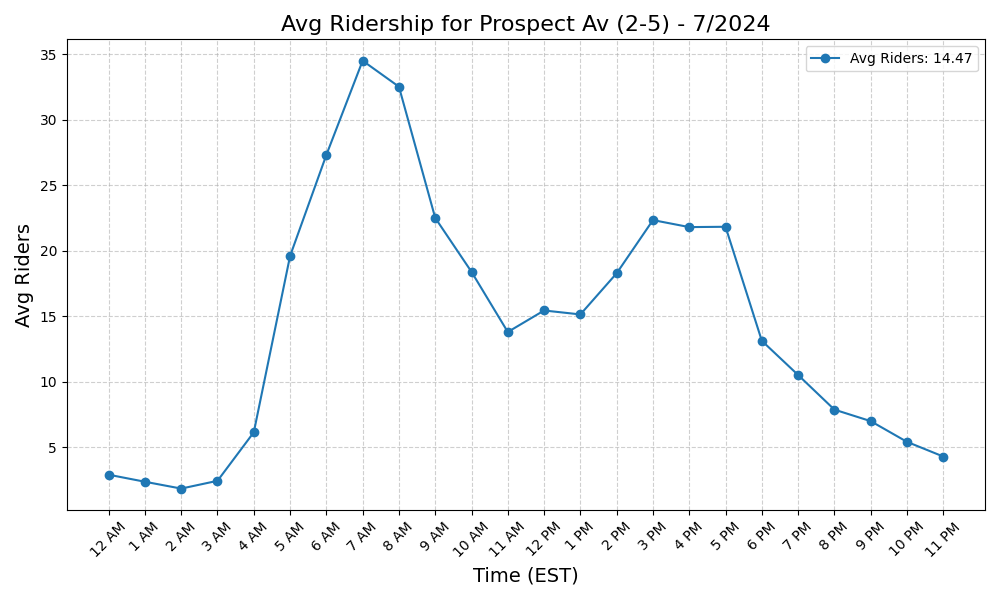 Avg Ridership for Prospect Av (2-5) - 7/2024
Avg Riders: 14.47
Avg Riders
35
30
25
20
15
10
5
12 AM
1 AM
2 AM
3 AM
4 AM
5 AM
6 AM
7 AM
8 AM
9 AM
10 AM
11 AM
12 PM
1 PM
2 PM
3 PM
4 PM
5 PM
6 PM
7 PM
8 PM
9 PM
10 PM
11 PM
Time (EST)